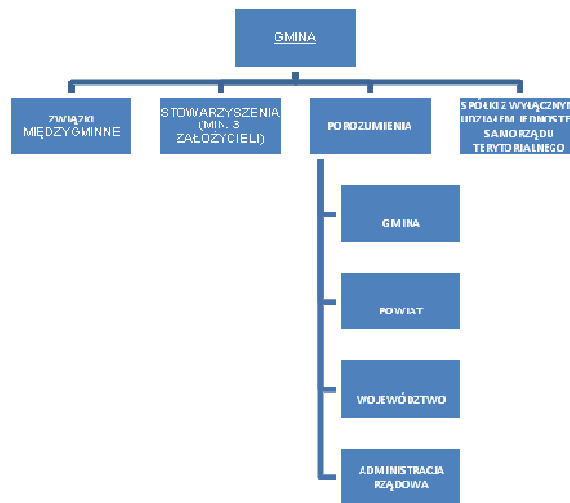 GMINA
ZWIĄZKI
MIĘDZYGMINNE
STOWARZYSZENIA
(MIN. 3
ZAŁOŻYCIELI)
POROZUMIENIA
SPÓŁKI Z WYŁĄCZNYM
UDZIAŁEM JEDNOSTEK
SAMORZĄDU
TERYTORIALNEGO
GMINA
POWIAT
WOJEWÓDZTWO
ADMINISTRACJA
RZĄDOWA